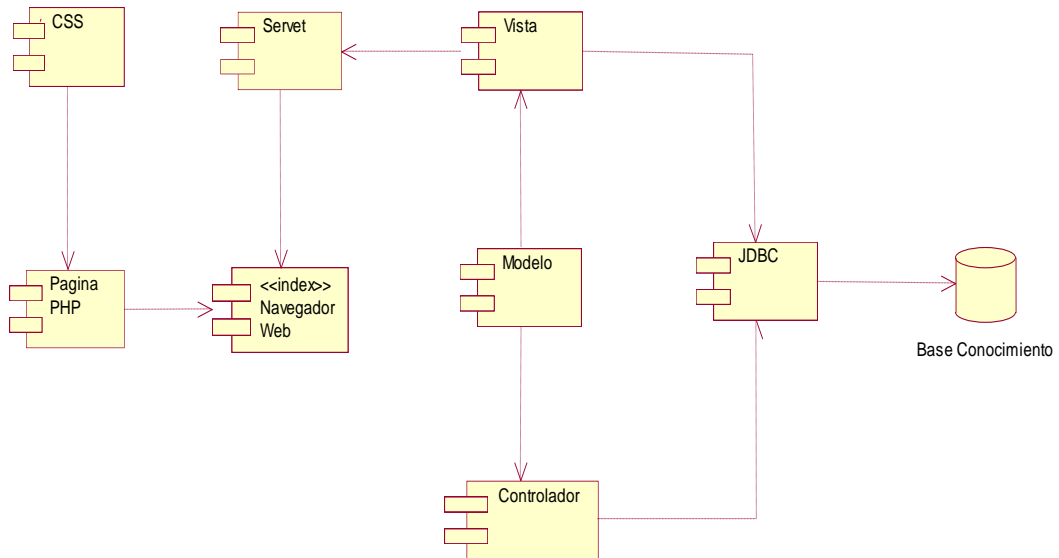 CSS
Servet
Vista
Pagina
PHP
<<index>>
Navegador
Web
Modelo
JDBC
Base Conocimiento
Controlador